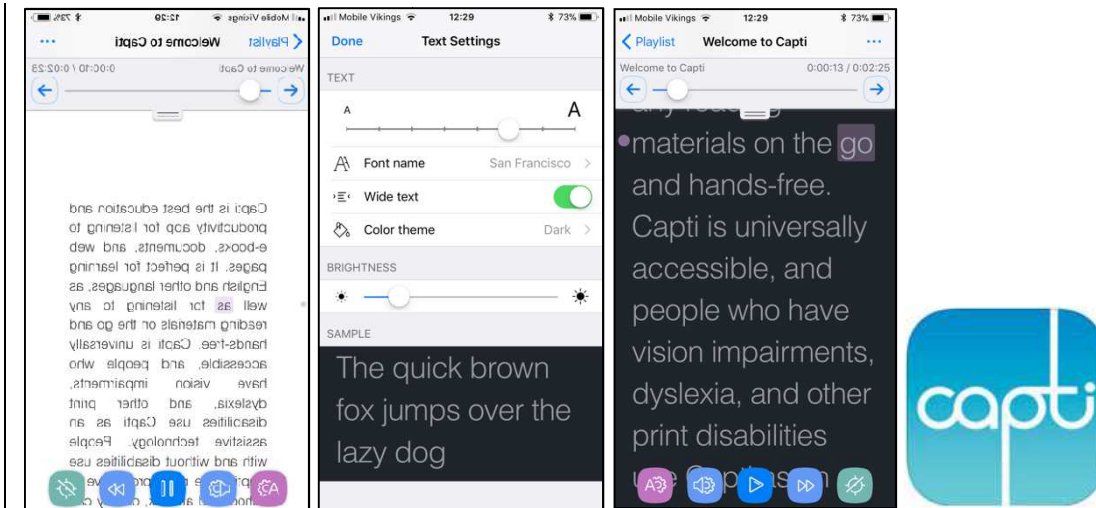 Mobile Vikings 12:29 73%
Playlist Welcome to Capti ...
Welcome to Capti 0:00:10 /
Capti is the best education and
productivity app for listening to
e-books, documents, and web
pages. It is perfect for learning
English and other languages, as
well as for listening to any
reading materials on the go and
hands-free. Capti is universally
accessible, and people who
have vision impairments,
dyslexia, and other print
disabilities use Capti as an
assistive technology. People
with and without disabilities use
A
Mobile Vikings 12:29 73%
Done Text Settings
TEXT
A A
Font name San Francisco
Wide text
Color theme Dark
BRIGHTNESS
SAMPLE
The quick brown
fox jumps over the
lazy dog
Mobile Vikings 12:29 73%
Playlist Welcome to Capti ...
Welcome to Capti 0:00:13 / 0:02:25
any reading
materials on the go
and hands-free.
Capti is universally
accessible, and
people who have
vision impairments,
dyslexia, and other
print disabilities
use Capti as an
A
capti